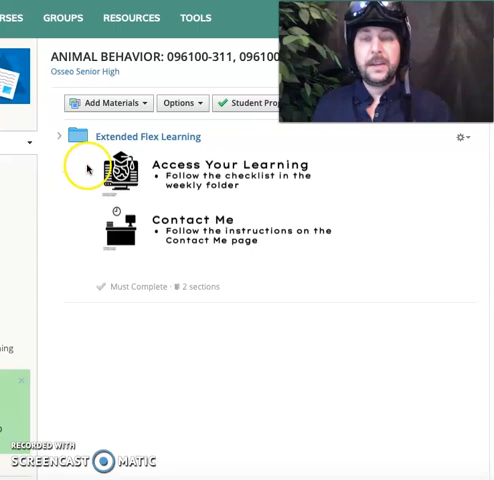 RSES GROUPS RESOURCES TOOLS
ANIMAL BEHAVIOR: 096100-311, 096100
Osseo Senior High
Add Materials Options Student Prog
Extended Flex Learning
Access Your Learning
• Follow the checklist in the
weekly folder
Contact Me
• Follow the instructions on the
Contact Me page
Must Complete · 2 sections
ning
RECORDED WITH
SCREENCAST MATIC